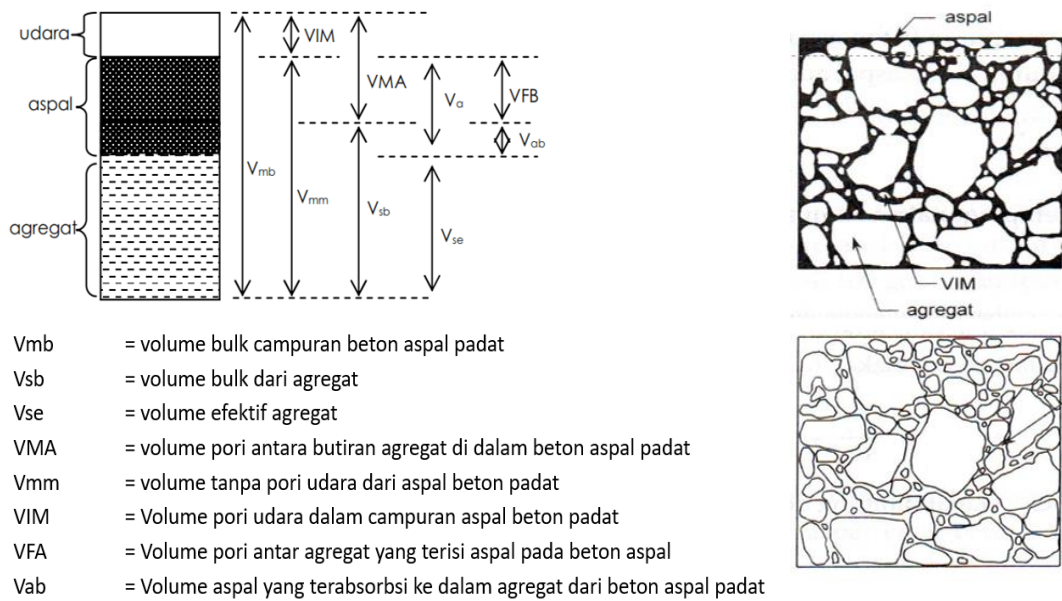 udara
aspal
agregat
VIM
VMA
VFB
Va
Vab
Vmb
Vmm
Vsb
Vse
aspal
VIM
agregat
Vmb = volume bulk campuran beton aspal padat
Vsb = volume bulk dari agregat
Vse = volume efektif agregat
VMA = volume pori antara butiran agregat di dalam beton aspal padat
Vmm = volume tanpa pori udara dari aspal beton padat
VIM = Volume pori udara dalam campuran aspal beton padat
VFA = Volume pori antar agregat yang terisi aspal pada beton aspal
Vab = Volume aspal yang terabsorbsi ke dalam agregat dari beton aspal padat